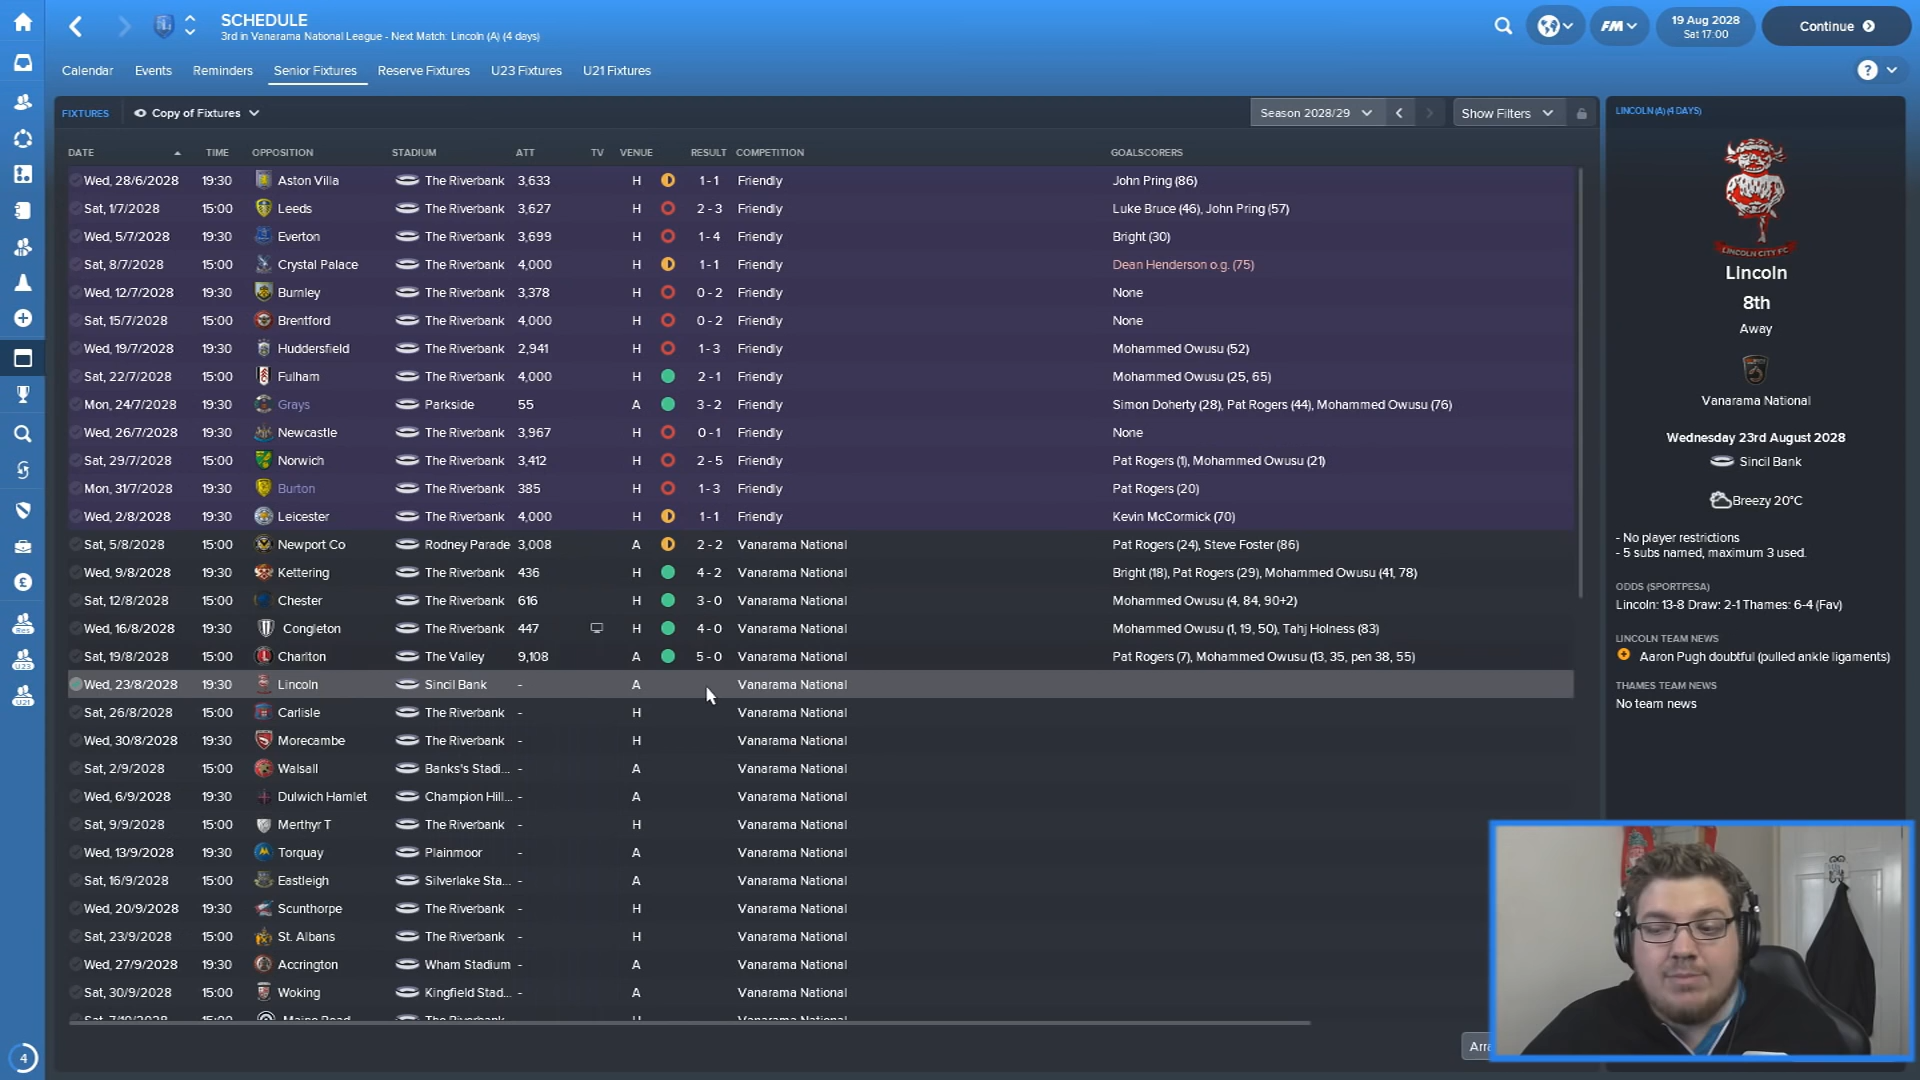 SCHEDULE
3rd in Vanarama National League - Next Match: Lincoln (A) (4 days)
FM
19 Aug 2028
Sat 17:00
Continue
Calendar Events Reminders Senior Fixtures Reserve Fixtures U23 Fixtures U21 Fixtures
?
FIXTURES Copy of Fixtures Season 2028/29 Show Filters
DATE TIME OPPOSITION STADIUM ATT TV VENUE RESULT COMPETITION GOALSCORERS
Wed, 28/6/2028 19:30 Aston Villa The Riverbank 3,633 H 1 - 1 Friendly John Pring (86)
Sat, 1/7/2028 15:00 Leeds The Riverbank 3,627 H 2 - 3 Friendly Luke Bruce (46), John Pring (57)
Wed, 5/7/2028 19:30 Everton The Riverbank 3,699 H 1 - 4 Friendly Bright (30)
Sat, 8/7/2028 15:00 Crystal Palace The Riverbank 4,000 H 1 - 1 Friendly Dean Henderson o.g. (75)
Wed, 12/7/2028 19:30 Burnley The Riverbank 3,378 H 0 - 2 Friendly None
Sat, 15/7/2028 15:00 Brentford The Riverbank 4,000 H 0 - 2 Friendly None
Wed, 19/7/2028 19:30 Huddersfield The Riverbank 2,941 H 1 - 3 Friendly Mohammed Owusu (52)
Sat, 22/7/2028 15:00 Fulham The Riverbank 4,000 H 2 - 1 Friendly Mohammed Owusu (25, 65)
Mon, 24/7/2028 19:30 Grays Parkside 55 A 3 - 2 Friendly Simon Doherty (28), Pat Rogers (44), Mohammed Owusu (76)
Wed, 26/7/2028 19:30 Newcastle The Riverbank 3,967 H 0 - 1 Friendly None
Sat, 29/7/2028 15:00 Norwich The Riverbank 3,412 H 2 - 5 Friendly Pat Rogers (1), Mohammed Owusu (21)
Mon, 31/7/2028 19:30 Burton The Riverbank 385 H 1 - 3 Friendly Pat Rogers (20)
Wed, 2/8/2028 19:30 Leicester The Riverbank 4,000 H 1 - 1 Friendly Kevin McCormick (70)
Sat, 5/8/2028 15:00 Newport Co Rodney Parade 3,008 A 2 - 2 Vanarama National Pat Rogers (24), Steve Foster (86)
Wed, 9/8/2028 19:30 Kettering The Riverbank 436 H 4 - 2 Vanarama National Bright (18), Pat Rogers (29), Mohammed Owusu (41, 78)
Sat, 12/8/2028 15:00 Chester The Riverbank 616 H 3 - 0 Vanarama National Mohammed Owusu (4, 84, 90+2)
Wed, 16/8/2028 19:30 Congleton The Riverbank 447 H 4 - 0 Vanarama National Mohammed Owusu (1, 19, 50), Tahj Holness (83)
Sat, 19/8/2028 15:00 Charlton The Valley 9,108 A 5 - 0 Vanarama National Pat Rogers (7), Mohammed Owusu (13, 35, pen 38, 55)
Wed, 23/8/2028 19:30 Lincoln Sincil Bank - A Vanarama National
Sat, 26/8/2028 15:00 Carlisle The Riverbank - H Vanarama National
Wed, 30/8/2028 19:30 Morecambe The Riverbank - H Vanarama National
Sat, 2/9/2028 15:00 Walsall Banks's Stadi... - A Vanarama National
Wed, 6/9/2028 19:30 Dulwich Hamlet Champion Hill... - A Vanarama National
Sat, 9/9/2028 15:00 Merthyr T The Riverbank - H Vanarama National
Wed, 13/9/2028 19:30 Torquay Plainmoor - A Vanarama National
Sat, 16/9/2028 15:00 Eastleigh Silverlake Sta... - A Vanarama National
Wed, 20/9/2028 19:30 Scunthorpe The Riverbank - H Vanarama National
Sat, 23/9/2028 15:00 St. Albans The Riverbank - H Vanarama National
Wed, 27/9/2028 19:30 Accrington Wham Stadium - A Vanarama National
Sat, 30/9/2028 15:00 Woking Kingfield Stad... - A Vanarama National
LINCOLN (A) (4 DAYS)
LINCOLN CITY FC
Lincoln
8th
Away
Vanarama National
Wednesday 23rd August 2028
Sincil Bank
Breezy 20°C
- No player restrictions
- 5 subs named, maximum 3 used.
ODDS (SPORTPESA)
Lincoln: 13-8 Draw: 2-1 Thames: 6-4 (Fav)
LINCOLN TEAM NEWS
Aaron Pugh doubtful (pulled ankle ligaments)
THAMES TEAM NEWS
No team news
Res
U23
U21
4